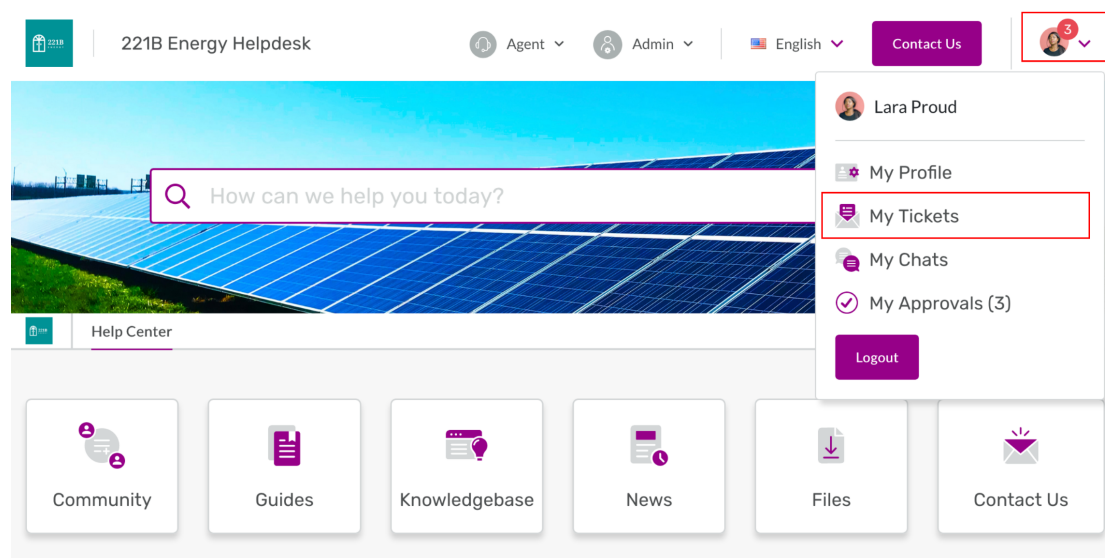 221B
221B Energy Helpdesk
Agent
Admin
English
Contact Us
3
Lara Proud
How can we help you today?
My Profile
My Tickets
My Chats
My Approvals (3)
Logout
Help Center
Community
Guides
Knowledgebase
News
Files
Contact Us